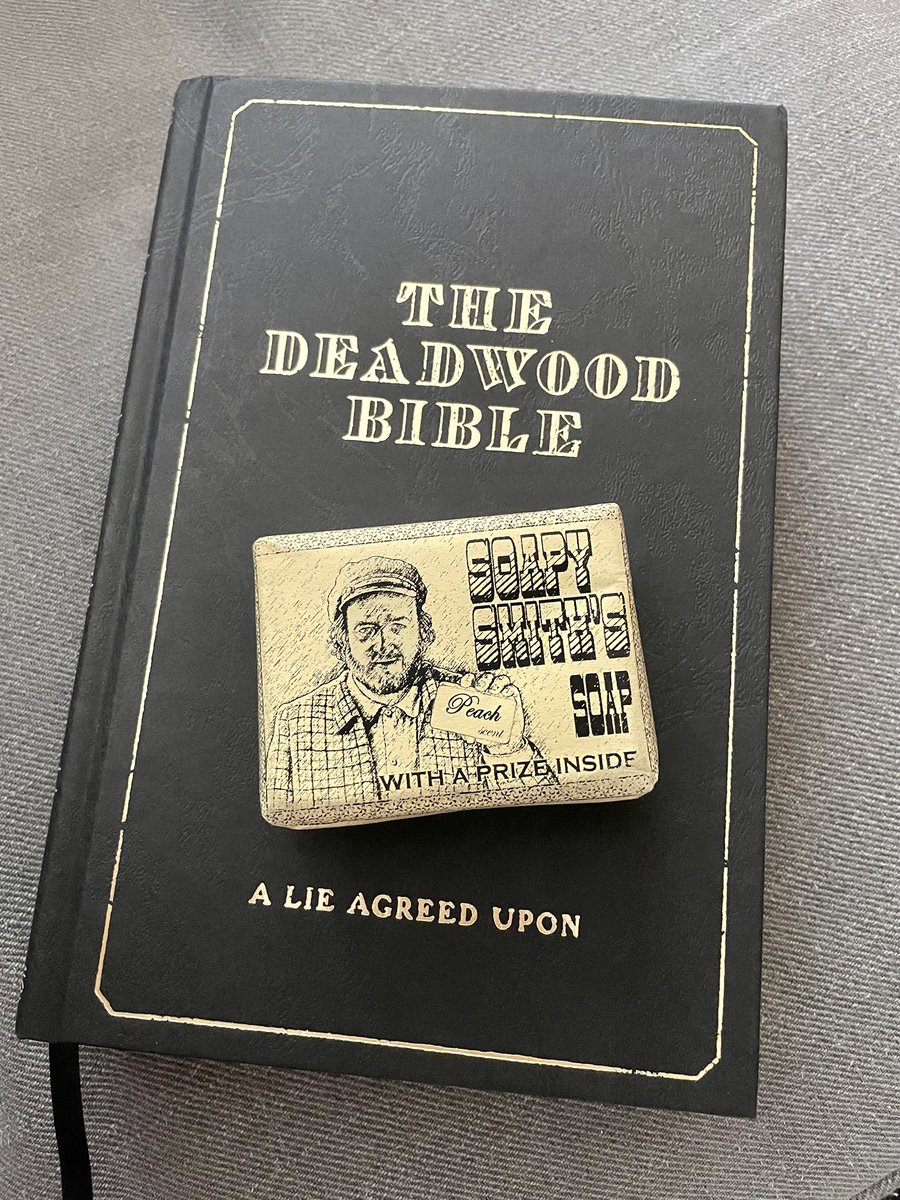 THE
DEADWOOD
BIBLE
SOAPY
SMITH'S
SOAP
Peach
scent
WITH A PRIZE INSIDE
A LIE AGREED UPON